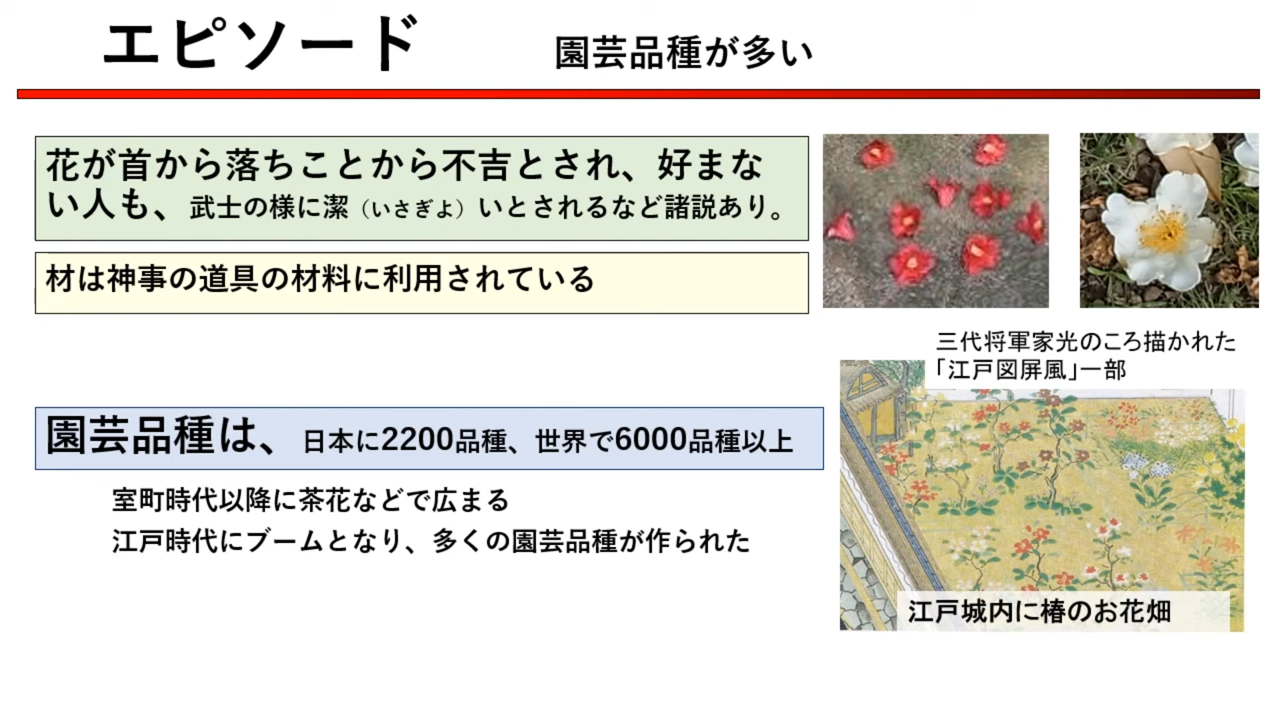 エピソード 園芸品種が多い
花が首から落ちことから不吉とされ、好まな
い人も、武士の様に潔（いさぎよ）いとされるなど諸説あり。
材は神事の道具の材料に利用されている
三代将軍家光のころ描かれた
「江戸図屏風」一部
園芸品種は、日本に2200品種、世界で6000品種以上
室町時代以降に茶花などで広まる
江戸時代にブームとなり、多くの園芸品種が作られた
江戸城内に椿のお花畑